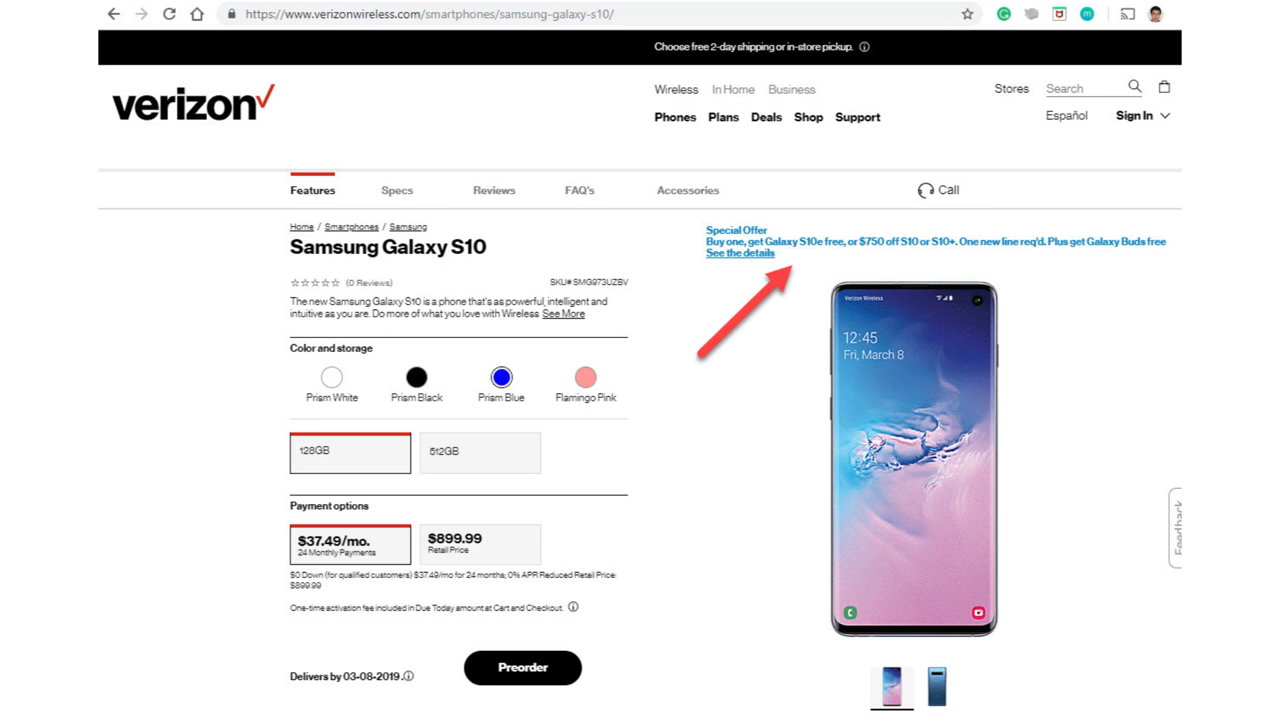 https://www.verizonwireless.com/smartphones/samsung-galaxy-s10/
Choose free 2-day shipping or in-store pickup.
verizon
Wireless In Home Business
Stores Search
Phones Plans Deals Shop Support
Español Sign In
Features Specs Reviews FAQ's Accessories Call
Home / Smartphones / Samsung
Samsung Galaxy S10
(0 Reviews) SKU# SMG973UZBV
The new Samsung Galaxy S10 is a phone that's as powerful, intelligent and
intuitive as you are. Do more of what you love with Wireless See More
Color and storage
Prism White Prism Black Prism Blue Flamingo Pink
128GB 512GB
Payment options
$37.49/mo. $899.99
24 Monthly Payments Retail Price
$0 Down (for qualified customers) $37.49/mo for 24 months; 0% APR Reduced Retail Price:
$899.99
One-time activation fee included in Due Today amount at Cart and Checkout.
Delivers by 03-08-2019.
Preorder
Special Offer
Buy one, get Galaxy S10e free, or $750 off S10 or S10+. One new line req'd. Plus get Galaxy Buds free
See the details
Verizon Wireless
12:45
Fri, March 8
Feedback